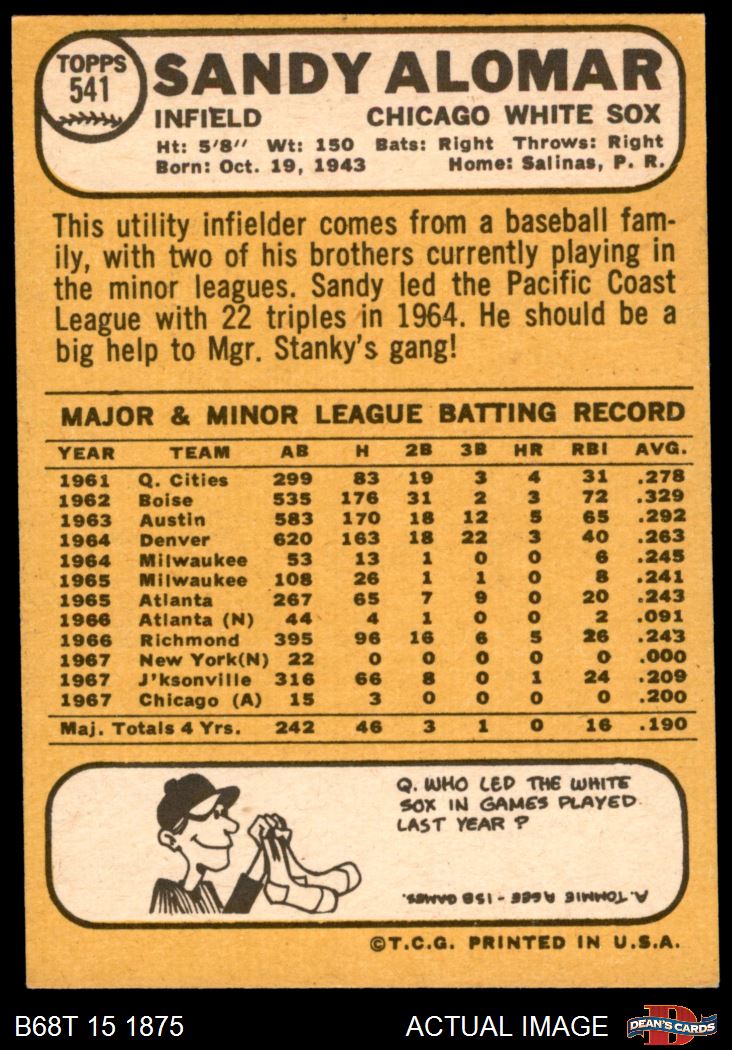 TOPPS
541
SANDY ALOMAR
INFIELD CHICAGO WHITE SOX
Ht: 5'8" Wt: 150 Bats: Right Throws: Right
Born: Oct. 19, 1943 Home: Salinas, P. R.
This utility infielder comes from a baseball fam-
ily, with two of his brothers currently playing in
the minor leagues. Sandy led the Pacific Coast
League with 22 triples in 1964. He should be a
big help to Mgr. Stanky's gang!
MAJOR & MINOR LEAGUE BATTING RECORD
YEAR TEAM AB H 2B 3B HR RBI AVG.
1961 Q. Cities 299 83 19 3 4 31 .278
1962 Boise 535 176 31 2 3 72 .329
1963 Austin 583 170 18 12 5 65 .292
1964 Denver 620 163 18 22 3 40 .263
1964 Milwaukee 53 13 1 0 0 6 .245
1965 Milwaukee 108 26 1 1 0 8 .241
1965 Atlanta 267 65 7 9 0 20 .243
1966 Atlanta (N) 44 4 1 0 0 2 .091
1966 Richmond 395 96 16 6 5 26 .243
1967 New York(N) 22 0 0 0 0 0 .000
1967 J'ksonville 316 66 8 0 1 24 .209
1967 Chicago (A) 15 3 0 0 0 0 .200
Maj. Totals 4 Yrs. 242 46 3 1 0 16 .190
Q. WHO LED THE WHITE
SOX IN GAMES PLAYED
LAST YEAR?
A. TOMMIE AGEE - 158 GAMES.
©T.C.G. PRINTED IN U.S.A.
B68T 15 1875 ACTUAL IMAGE
D
DEAN'S CARDS